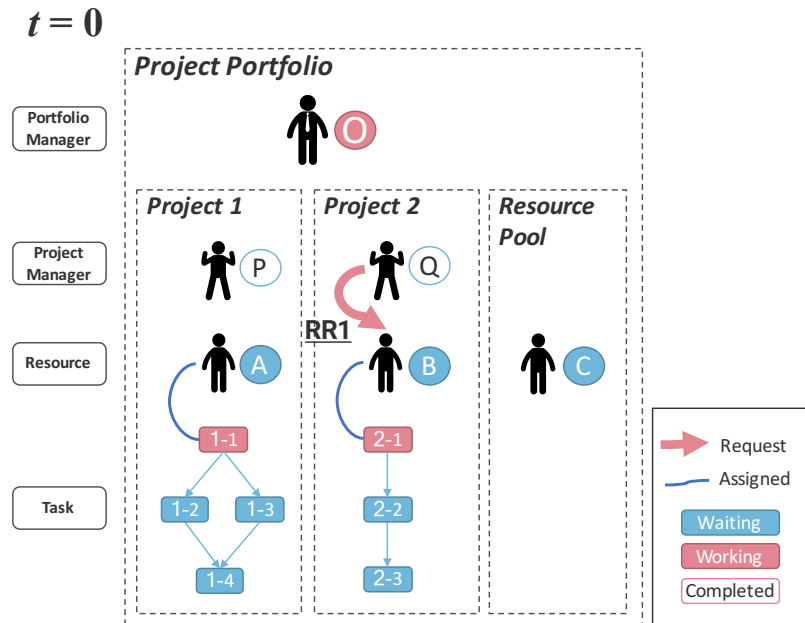 t = 0
Project Portfolio
Portfolio
Manager
O
Project 1
Project 2
Resource
Pool
Project
Manager
P
Q
RR1
Resource
A
B
C
1-1
2-1
Task
1-2
1-3
2-2
1-4
2-3
Request
Assigned
Waiting
Working
Completed